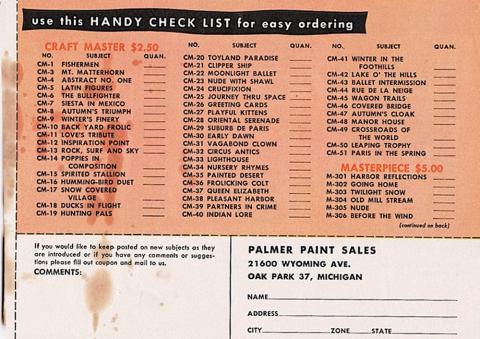 use this HANDY CHECK LIST for easy ordering
CRAFT MASTER $2.50
NO. SUBJECT QUAN.
CM-1 FISHERMEN
CM-3 MT. MATTERHORN
CM-4 ABSTRACT NO. ONE
CM-5 LATIN FIGURES
CM-6 THE BULLFIGHTER
CM-7 SIESTA IN MEXICO
CM-8 AUTUMN'S TRIUMPH
CM-9 WINTER'S FINERY
CM-10 BACK YARD FROLIC
CM-11 LOVE'S TRIBUTE
CM-12 INSPIRATION POINT
CM-13 ROCK, SURF AND SKY
CM-14 POPPIES IN
COMPOSITION
CM-15 SPIRITED STALLION
CM-16 HUMMING-BIRD DUET
CM-17 SNOW COVERED
VILLAGE
CM-18 DUCKS IN FLIGHT
CM-19 HUNTING PALS
NO. SUBJECT QUAN.
CM-20 TOYLAND PARADISE
CM-21 CLIPPER SHIP
CM-22 MOONLIGHT BALLET
CM-23 NUDE WITH SHAWL
CM-24 CRUCIFIXION
CM-25 JOURNEY THRU SPACE
CM-26 GREETING CARDS
CM-27 PLAYFUL KITTENS
CM-28 ORIENTAL SERENADE
CM-29 SUBURB DE PARIS
CM-30 EARLY DAWN
CM-31 VAGABOND CLOWN
CM-32 CIRCUS ANTICS
CM-33 LIGHTHOUSE
CM-34 NURSERY RHYMES
CM-35 PAINTED DESERT
CM-36 FROLICKING COLT
CM-37 QUEEN ELIZABETH
CM-38 PLEASANT HARBOR
CM-39 PARTNERS IN CRIME
CM-40 INDIAN LORE
NO. SUBJECT QUAN.
CM-41 WINTER IN THE
FOOTHILLS
CM-42 LAKE O' THE HILLS
CM-43 BALLET INTERMISSION
CM-44 RUE DE LA NEIGE
CM-45 WAGON TRAILS
CM-46 COVERED BRIDGE
CM-47 AUTUMN'S CLOAK
CM-48 MANOR HOUSE
CM-49 CROSSROADS OF
THE WORLD
CM-50 LEAPING TROPHY
CM-51 PARIS IN THE SPRING
MASTERPIECE $5.00
M-301 HARBOR REFLECTIONS
M-302 GOING HOME
M-303 TWILIGHT SNOW
M-304 OLD MILL STREAM
M-305 NUDE
M-306 BEFORE THE WIND
(continued on back)
If you would like to keep posted on new subjects as they
are introduced or if you have any comments or sugges-
tions please fill out coupon and mail to us.
COMMENTS:
PALMER PAINT SALES
21600 WYOMING AVE.
OAK PARK 37, MICHIGAN
NAME
ADDRESS
CITY ZONE STATE